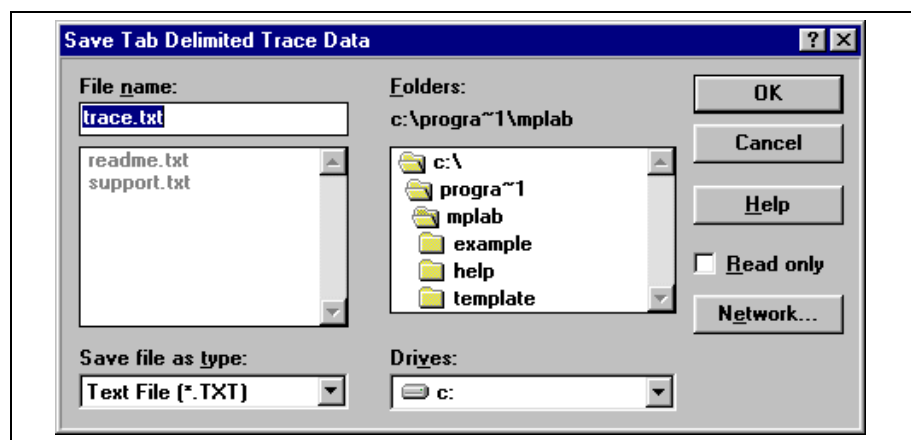 Save Tab Delimited Trace Data
File name:
trace.txt
readme.txt
support.txt
Save file as type:
Text File (*.TXT)
Folders:
c:\progra~1\mplab
c:\
progra~1
mplab
example
help
template
Drives:
c:
OK
Cancel
Help
Read only
Network...